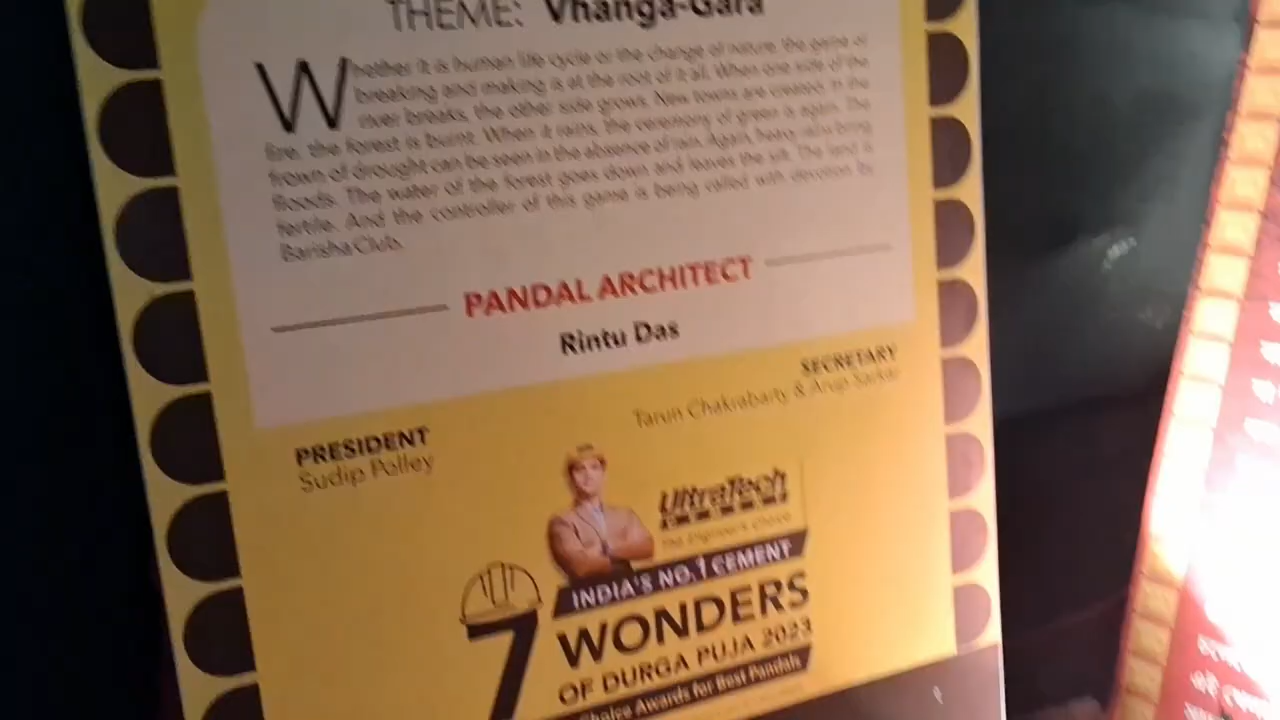 THEME: Vhanga-Gara
Whether it is human life cycle or the change of nature, the game of
breaking and making is at the root of it all. When one side of the
river breaks, the other side grows. New towns are created. In the
fire, the forest is burnt. When it rains, the ceremony of green is again. The
frown of drought can be seen in the absence of rain. Again, heavy rains bring
floods. The water of the forest goes down and leaves the silt. The land is
fertile. And the controller of this game is being called with devotion by
Barisha Club.
PANDAL ARCHITECT
Rintu Das
SECRETARY
Tarun Chakrabarty & Arup Sarkar
PRESIDENT
Sudip Polley
UltraTech
The Engineer's Choice
INDIA'S NO.1 CEMENT
7 WONDERS
OF DURGA PUJA 2023
Choice Awards for Best Pandals